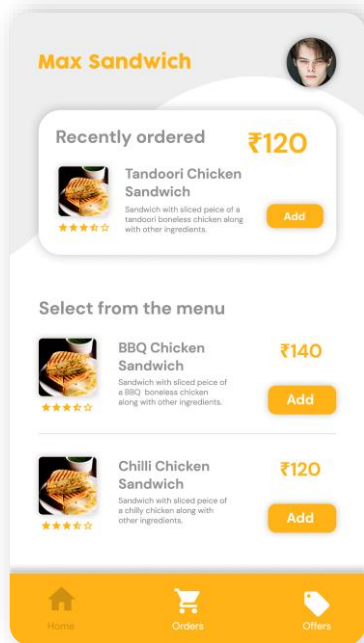 Max Sandwich
Recently ordered
₹120
Tandoori Chicken
Sandwich
Sandwich with sliced peice of a
tandoori boneless chicken along
with other ingredients.
Add
Select from the menu
BBQ Chicken
Sandwich
₹140
Sandwich with sliced peice of
a BBQ boneless chicken
along with other ingredients.
Add
Chilli Chicken
Sandwich
₹120
Sandwich with sliced peice of
a chilly chicken along with
other ingredients.
Add
Home
Orders
Offers